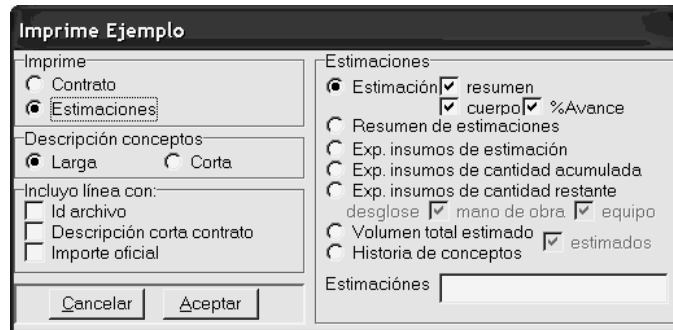 Imprime Ejemplo
Imprime
Contrato
Estimaciones
Descripción conceptos
Larga Corta
Incluyo línea con:
Id archivo
Descripción corta contrato
Importe oficial
Cancelar Aceptar
Estimaciones
Estimación resumen
cuerpo %Avance
Resumen de estimaciones
Exp. insumos de estimación
Exp. insumos de cantidad acumulada
Exp. insumos de cantidad restante
desglose mano de obra equipo
Volumen total estimado
estimados
Historia de conceptos
Estimaciónes